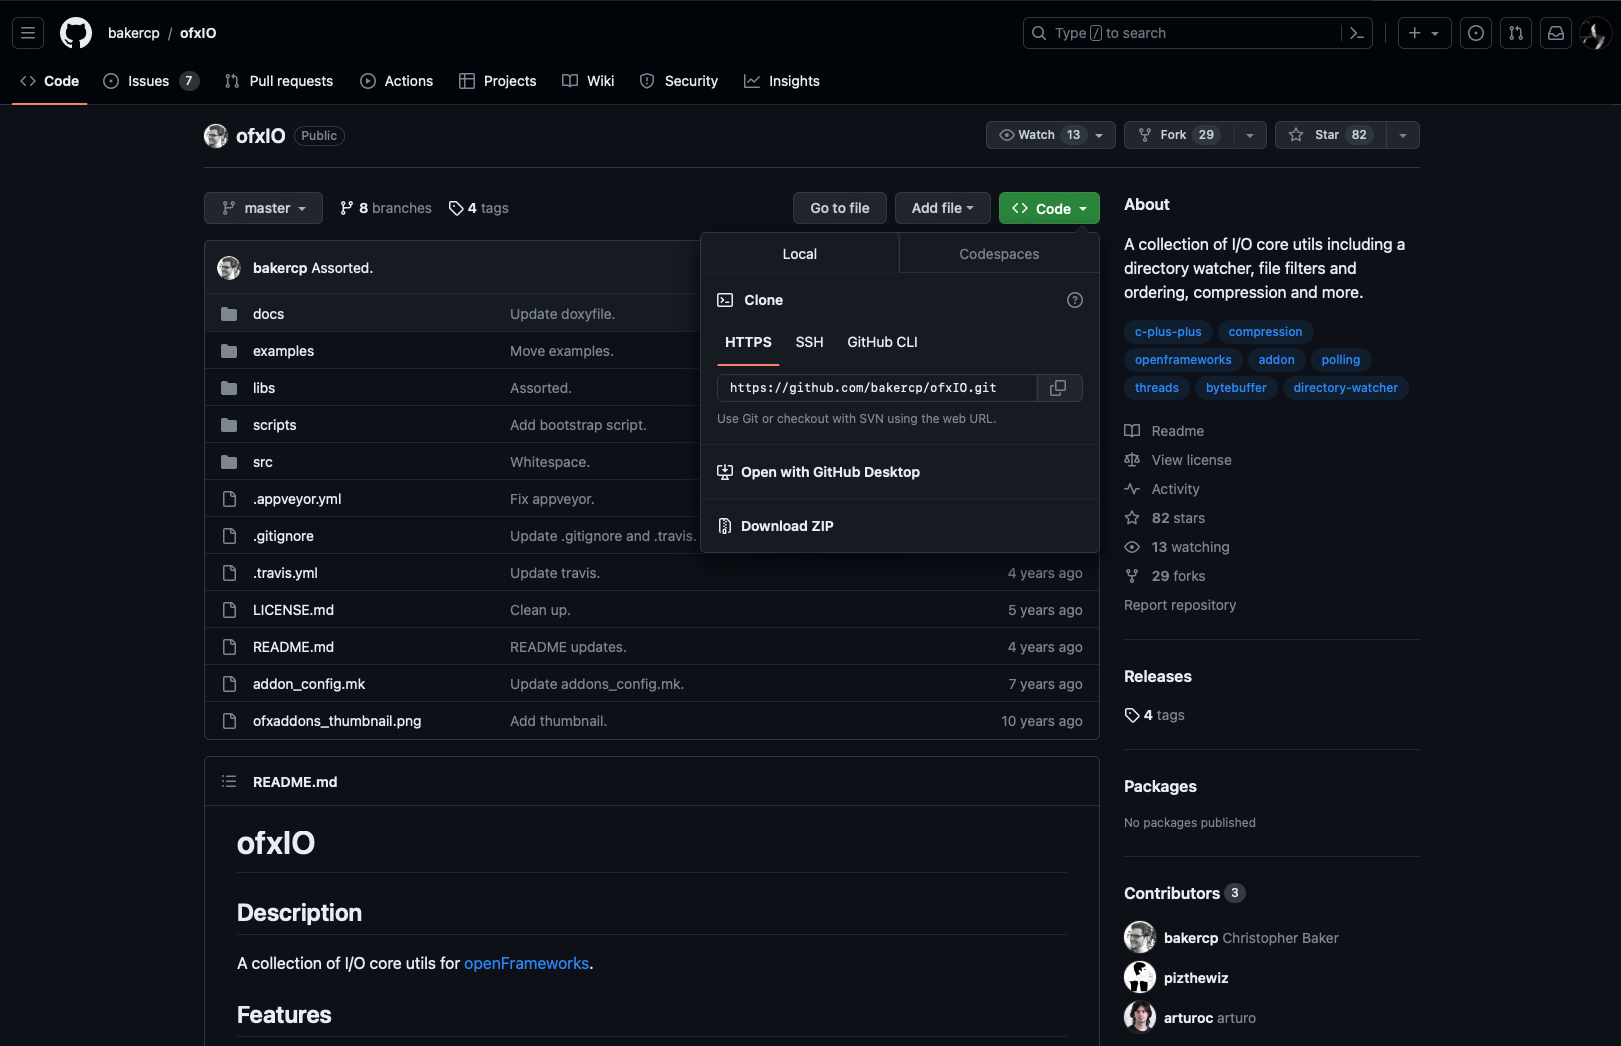 bakercp / ofxIO
Type / to search
Code
Issues 7
Pull requests
Actions
Projects
Wiki
Security
Insights
ofxIO Public
Watch 13
Fork 29
Star 82
master
8 branches
4 tags
Go to file
Add file
Code
bakercp Assorted.
docs Update doxyfile.
examples Move examples.
libs Assorted.
scripts Add bootstrap script.
src Whitespace.
.appveyor.yml Fix appveyor.
.gitignore Update .gitignore and .travis.
.travis.yml Update travis. 4 years ago
LICENSE.md Clean up. 5 years ago
README.md README updates. 4 years ago
addon_config.mk Update addons_config.mk. 7 years ago
ofxaddons_thumbnail.png Add thumbnail. 10 years ago
Local Codespaces
Clone
HTTPS SSH GitHub CLI
https://github.com/bakercp/ofxIO.git
Use Git or checkout with SVN using the web URL.
Open with GitHub Desktop
Download ZIP
README.md
ofxIO
Description
A collection of I/O core utils for openFrameworks.
Features
About
A collection of I/O core utils including a
directory watcher, file filters and
ordering, compression and more.
c-plus-plus compression
openframeworks addon polling
threads bytebuffer directory-watcher
Readme
View license
Activity
82 stars
13 watching
29 forks
Report repository
Releases
4 tags
Packages
No packages published
Contributors 3
bakercp Christopher Baker
pizthewiz
arturoc arturo